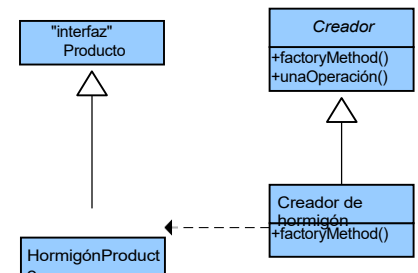 "interfaz"
Producto
Creador
+factoryMethod()
+unaOperación()
Creador de
hormigón
+factoryMethod()
HormigónProduct